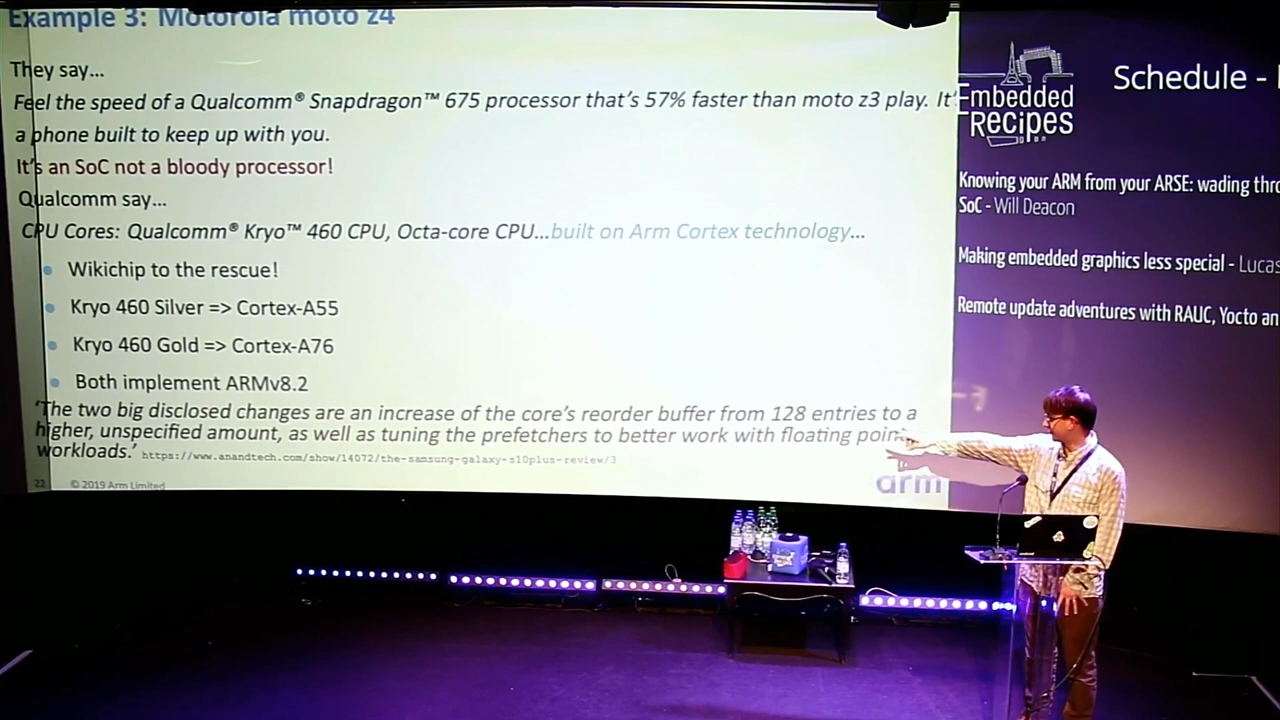 Example 3: Motorola moto z4
They say...
Feel the speed of a Qualcomm® Snapdragon™ 675 processor that's 57% faster than moto z3 play. It'
a phone built to keep up with you.
It's an SoC not a bloody processor!
Qualcomm say...
CPU Cores: Qualcomm® Kryo™ 460 CPU, Octa-core CPU...built on Arm Cortex technology...
Wikichip to the rescue!
Kryo 460 Silver => Cortex-A55
Kryo 460 Gold => Cortex-A76
Both implement ARMv8.2
'The two big disclosed changes are an increase of the core's reorder buffer from 128 entries to a
higher, unspecified amount, as well as tuning the prefetchers to better work with floating point
workloads.' https://www.anandtech.com/show/14072/the-samsung-galaxy-s10plus-review/3
22 © 2019 Arm Limited
arm
Embedded
Recipes
Schedule -
Knowing your ARM from your ARSE: wading thr
SoC - Will Deacon
Making embedded graphics less special - Lucas
Remote update adventures with RAUC, Yocto an